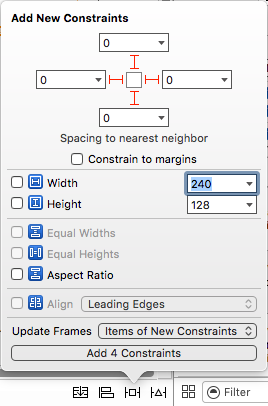 Add New Constraints
0
0 0
0
Spacing to nearest neighbor
Constrain to margins
Width 240
Height 128
Equal Widths
Equal Heights
Aspect Ratio
Align Leading Edges
Update Frames Items of New Constraints
Add 4 Constraints
Filter